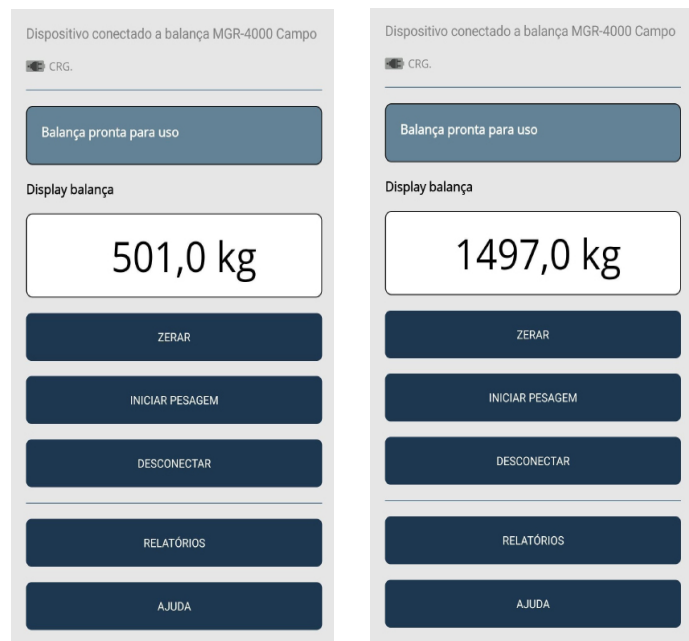 Dispositivo conectado a balança MGR-4000 Campo
CRG.
Balança pronta para uso
Display balança
501,0 kg
ZERAR
INICIAR PESAGEM
DESCONECTAR
RELATÓRIOS
AJUDA
Dispositivo conectado a balança MGR-4000 Campo
CRG.
Balança pronta para uso
Display balança
1497,0 kg
ZERAR
INICIAR PESAGEM
DESCONECTAR
RELATÓRIOS
AJUDA